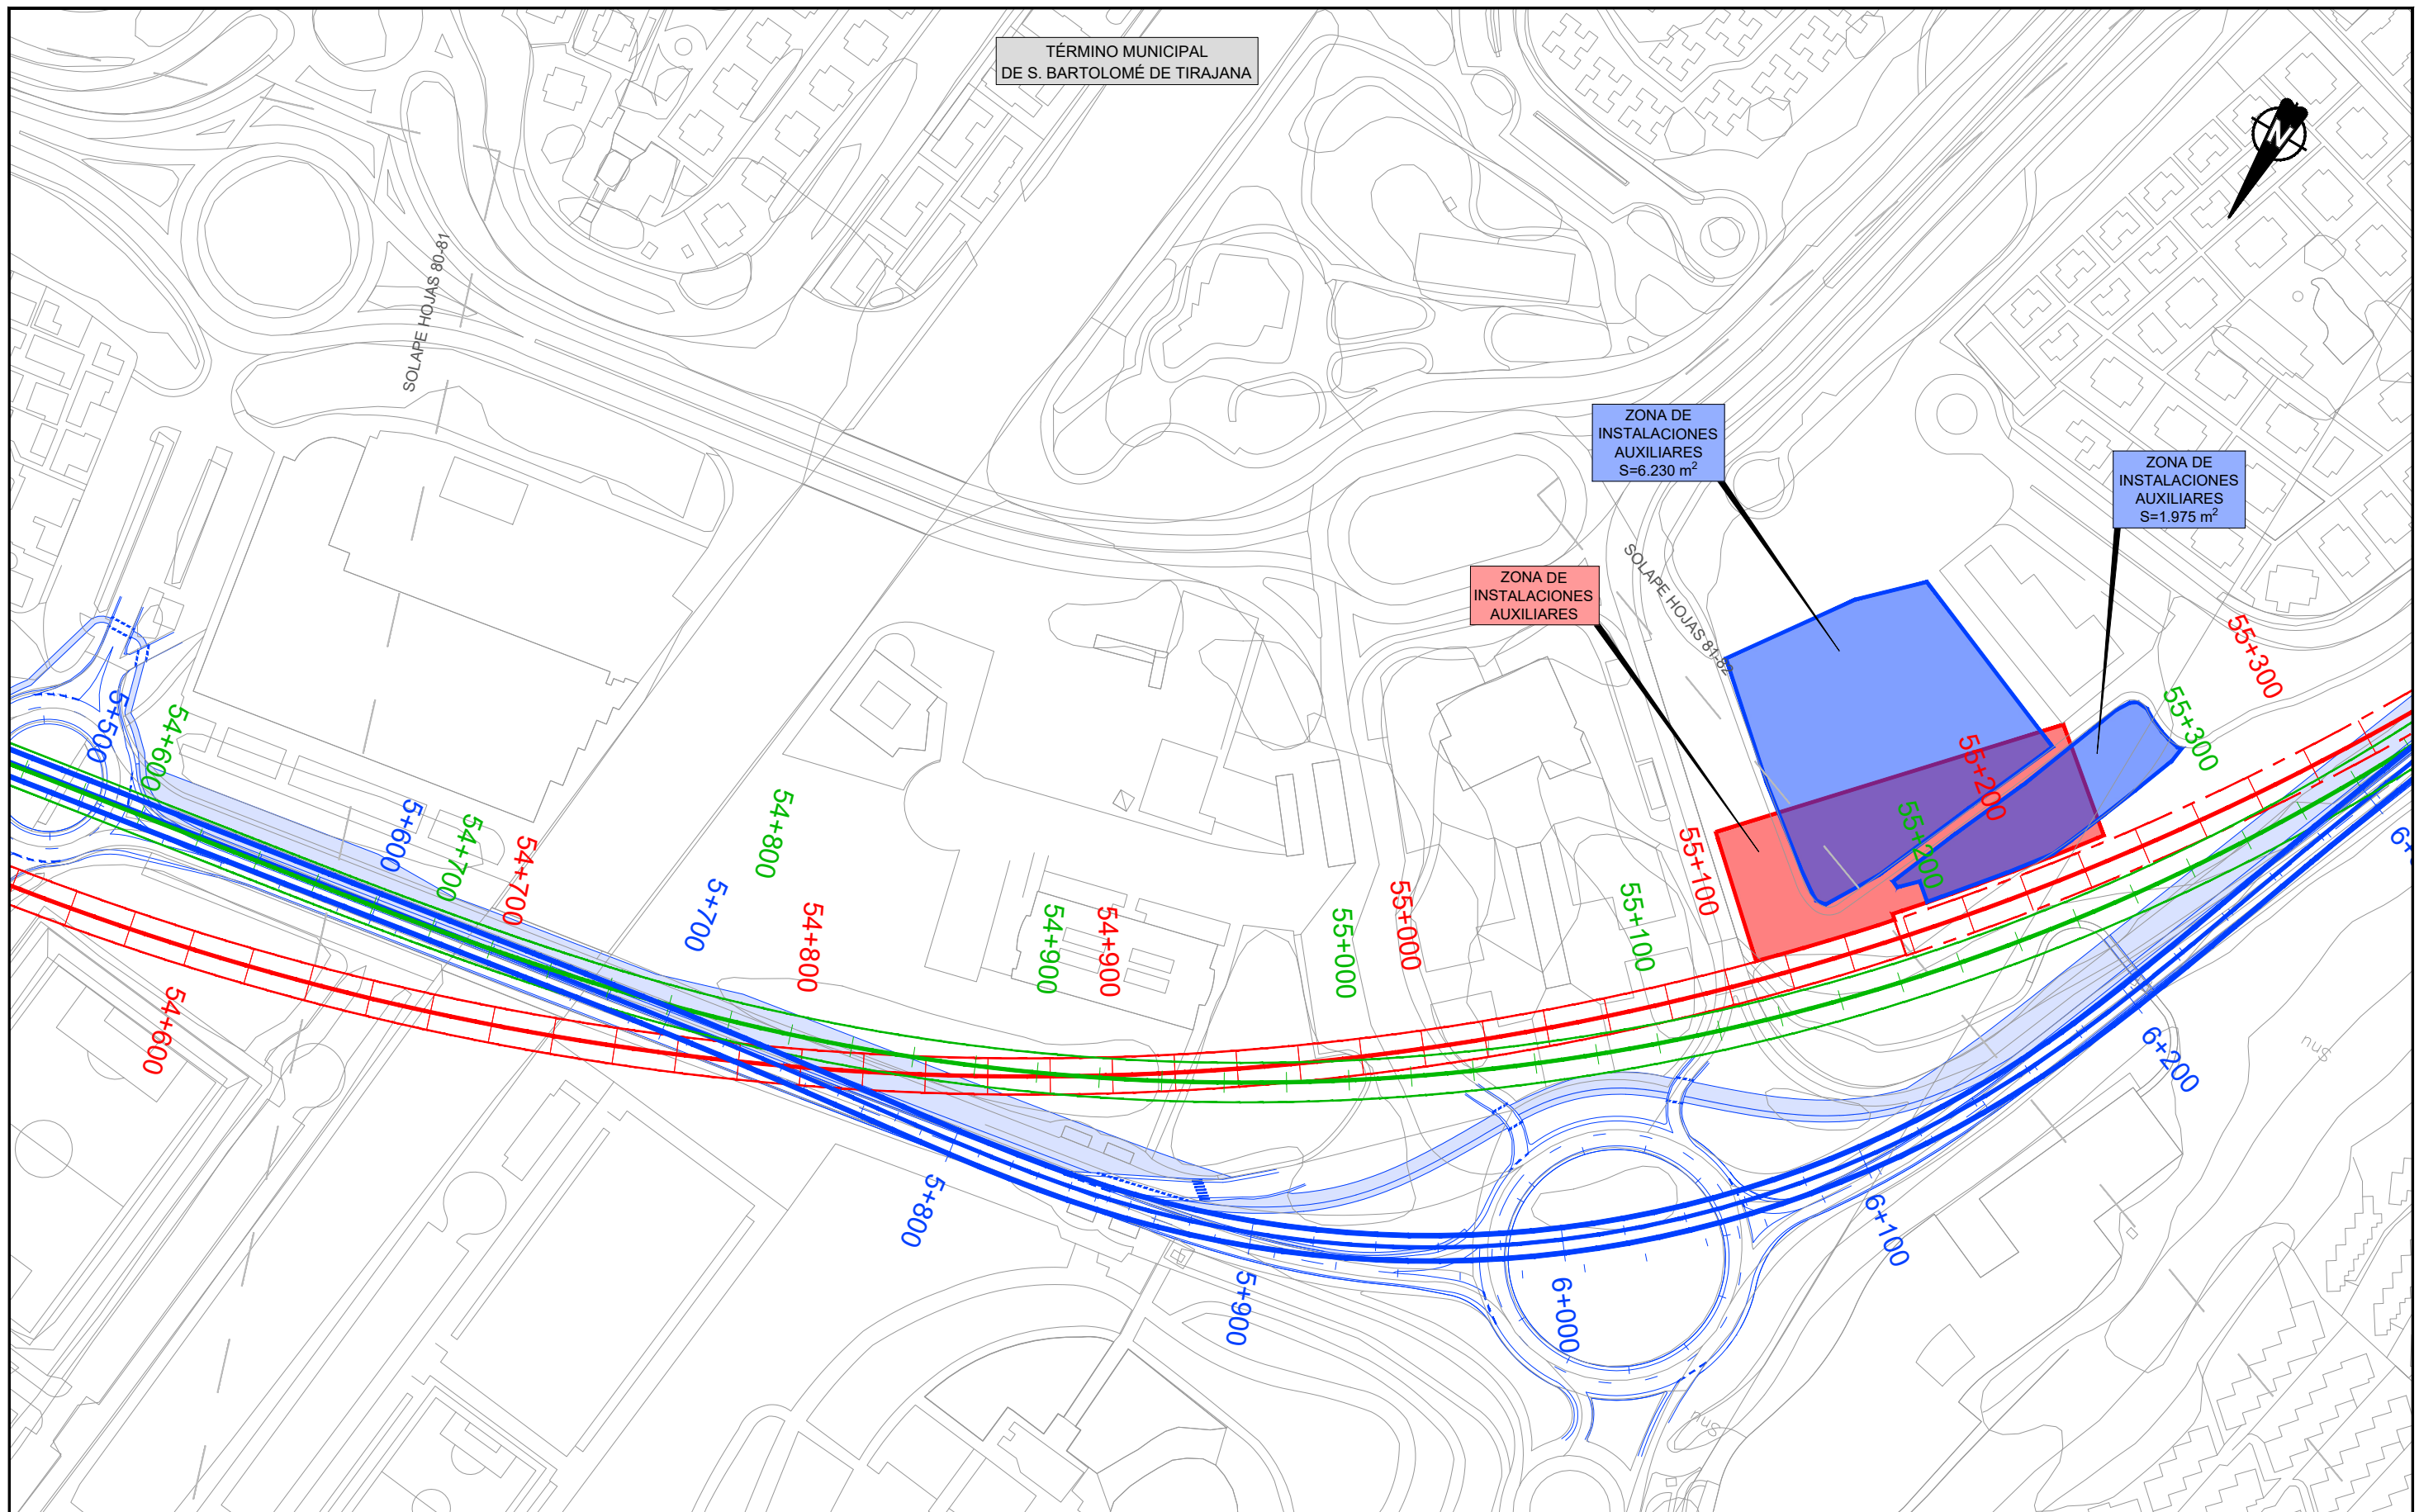 TÉRMINO MUNICIPAL
DE S. BARTOLOMÉ DE TIRAJANA
N
SOLAPE HOJAS 80-81
ZONA DE
INSTALACIONES
AUXILIARES
S=6.230 m²
ZONA DE
INSTALACIONES
AUXILIARES
S=1.975 m²
ZONA DE
INSTALACIONES
AUXILIARES
SOLAPE HOJAS 81-82
55+300
55+300
5+500
54+600
55+200
55+200
5+600
54+700
54+700
54+800
5+700
54+800
54+900
54+900
55+000
55+000
55+100
55+100
54+600
6+200
5+800
6+100
5+900
6+000